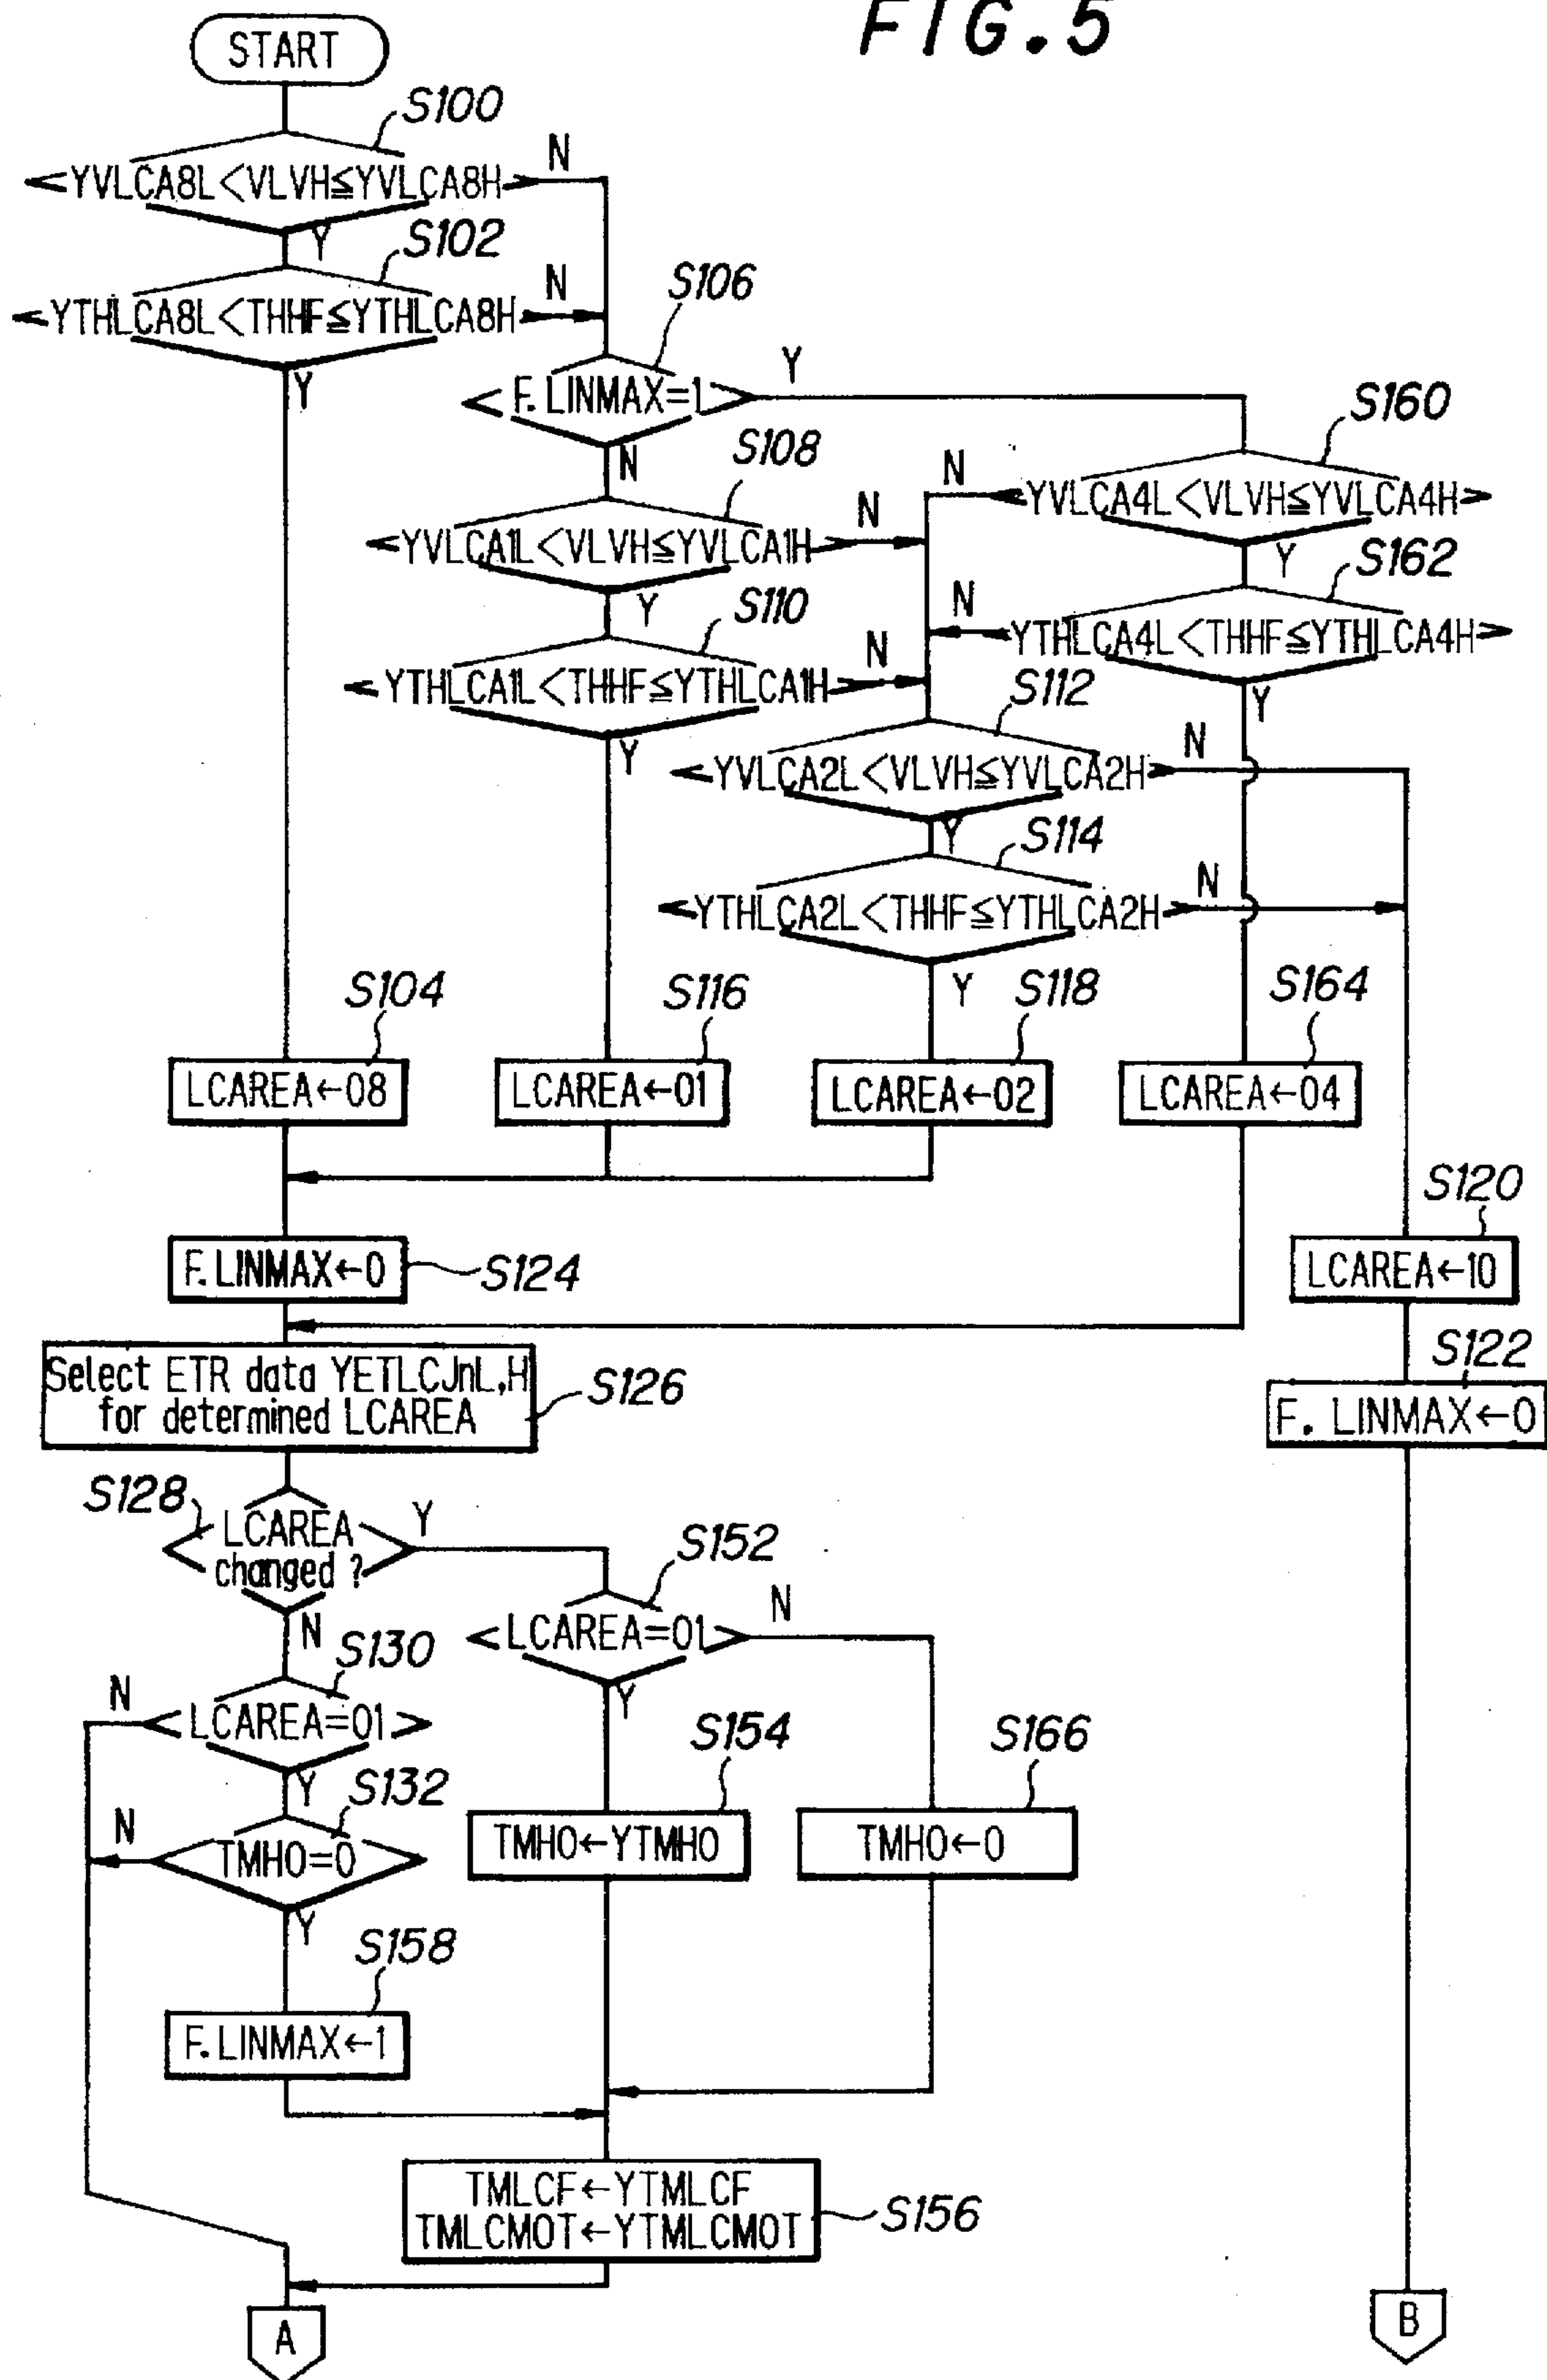 FIG.5
START
S100
YVLCA8L<VLVH≦YVLCA8H
N
Y
S102
YTHLCA8L<THHF≦YTHLCA8H
N
Y
S106
F.LINMAX=1
Y
N
S108
YVLCA1L<VLVH≦YVLCA1H
N
Y
S160
YVLCA4L<VLVH≦YVLCA4H
N
Y
S110
YTHLCA1L<THHF≦YTHLCA1H
N
Y
S162
YTHLCA4L<THHF≦YTHLCA4H
N
Y
S112
YVLCA2L<VLVH≦YVLCA2H
N
Y
S114
YTHLCA2L<THHF≦YTHLCA2H
N
Y
S104
LCAREA←08
S116
LCAREA←01
S118
LCAREA←02
S164
LCAREA←04
S120
LCAREA←10
F.LINMAX←0
S124
S122
F. LINMAX←0
Select ETR data YETLCJnL,H
for determined LCAREA
S126
S128
LCAREA
changed ?
Y
N
S152
LCAREA=01
N
Y
S130
LCAREA=01
N
Y
S154
TMHO←YTMHO
S166
TMHO←0
S132
TMHO=0
N
Y
S158
F.LINMAX←1
TMLCF←YTMLCF
TMLCMOT←YTMLCMOT
S156
A
B